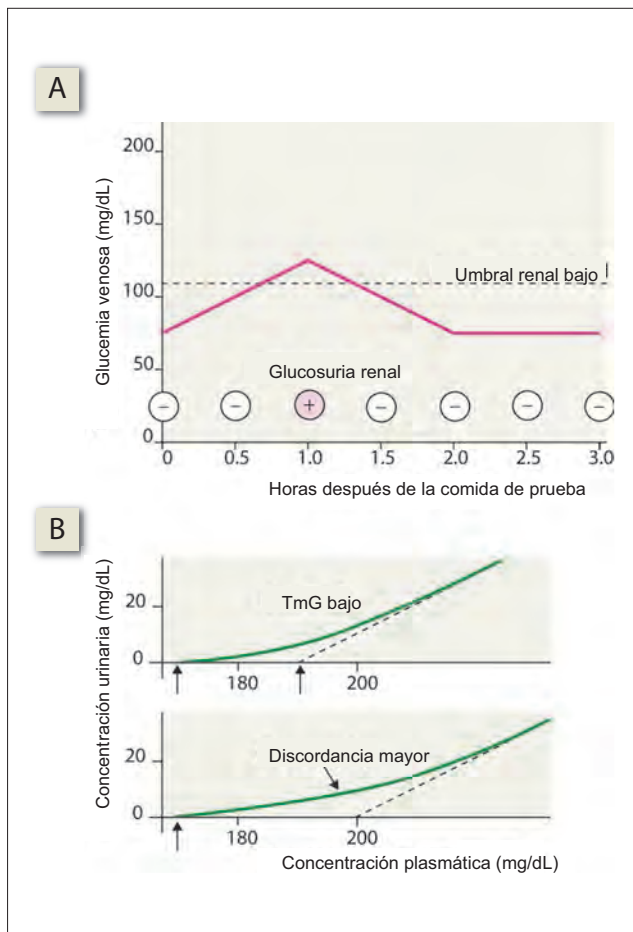 A
Glucemia venosa (mg/dL)
200
150
100
50
0
Umbral renal bajo
Glucosuria renal
− − + − − − −
0 0.5 1.0 1.5 2.0 2.5 3.0
Horas después de la comida de prueba
B
Concentración urinaria (mg/dL)
20
0
TmG bajo
180 200
20
0
Discordancia mayor
180 200
Concentración plasmática (mg/dL)